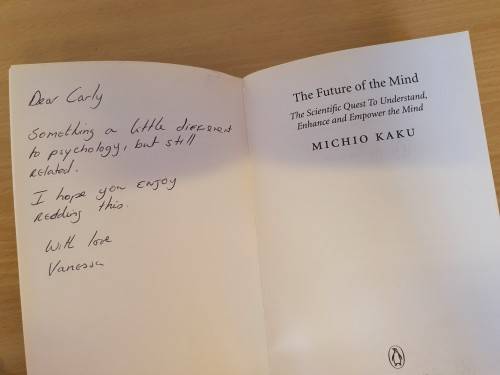 Dear Carly
Something a little different
to psychology, but still
related.
I hope you enjoy
redding this.
With love
Vanessa
The Future of the Mind
The Scientific Quest To Understand,
Enhance and Empower the Mind
MICHIO KAKU